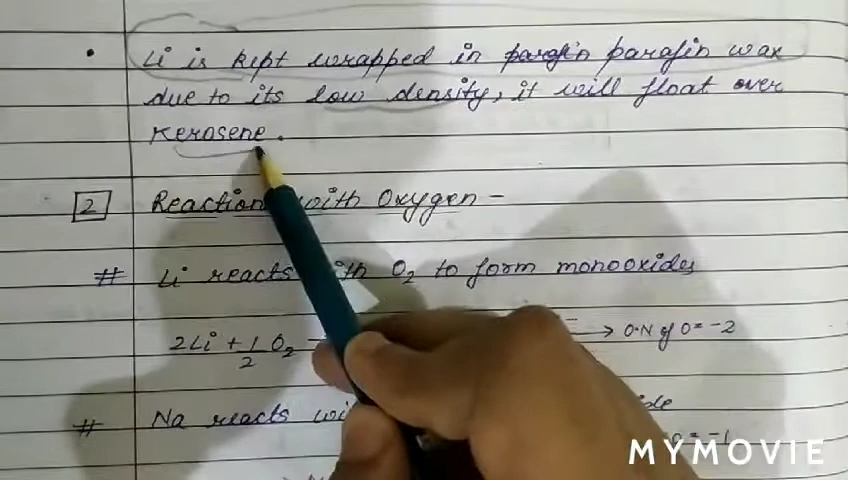 • Li is kept wrapped in parafin wax
due to its low density, it will float over
Kerosene.
2 Reaction with Oxygen -
# Li reacts with O₂ to form monooxides
2Li + 1/2 O₂ → O.N of O = -2
# Na reacts
= -1
MYMOVIE